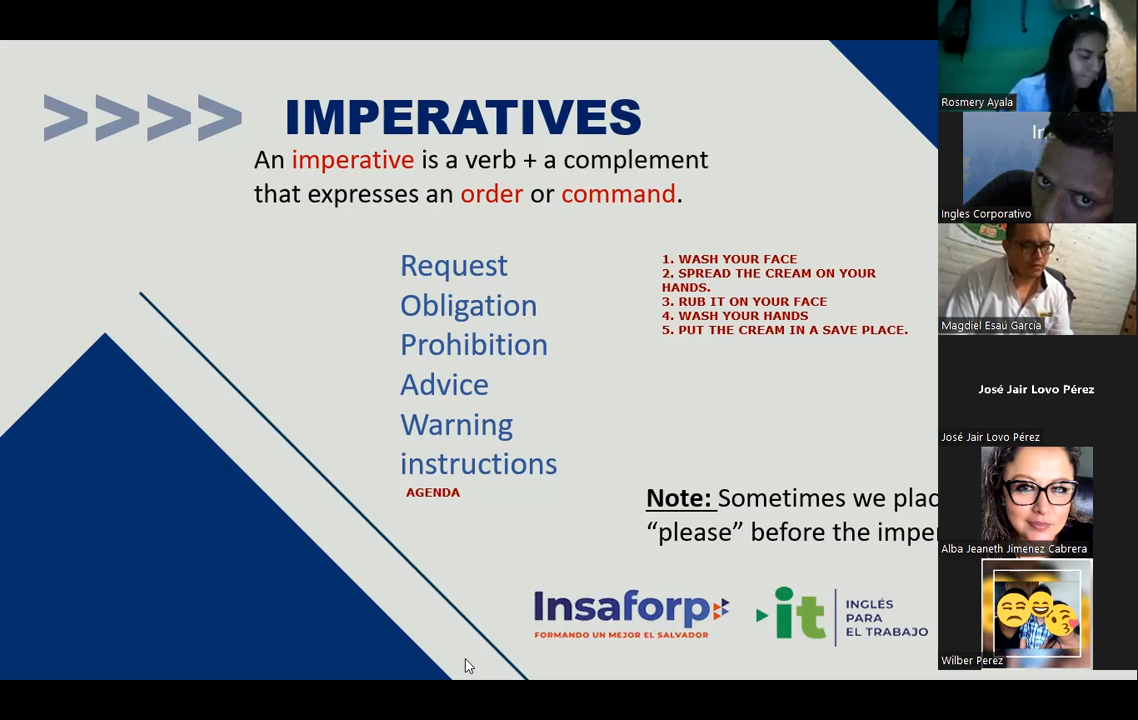 >>>> IMPERATIVES
An imperative is a verb + a complement
that expresses an order or command.
Request
Obligation
Prohibition
Advice
Warning
instructions
AGENDA
1. WASH YOUR FACE
2. SPREAD THE CREAM ON YOUR
HANDS.
3. RUB IT ON YOUR FACE
4. WASH YOUR HANDS
5. PUT THE CREAM IN A SAVE PLACE.
Note: Sometimes we plac
“please” before the impe
Insaforp
FORMANDO UN MEJOR EL SALVADOR
it
INGLÉS
PARA
EL TRABAJO
Rosmery Ayala
Ingles Corporativo
Magdiel Esaú García
José Jair Lovo Pérez
José Jair Lovo Pérez
Alba Jeaneth Jimenez Cabrera
Wilber Perez